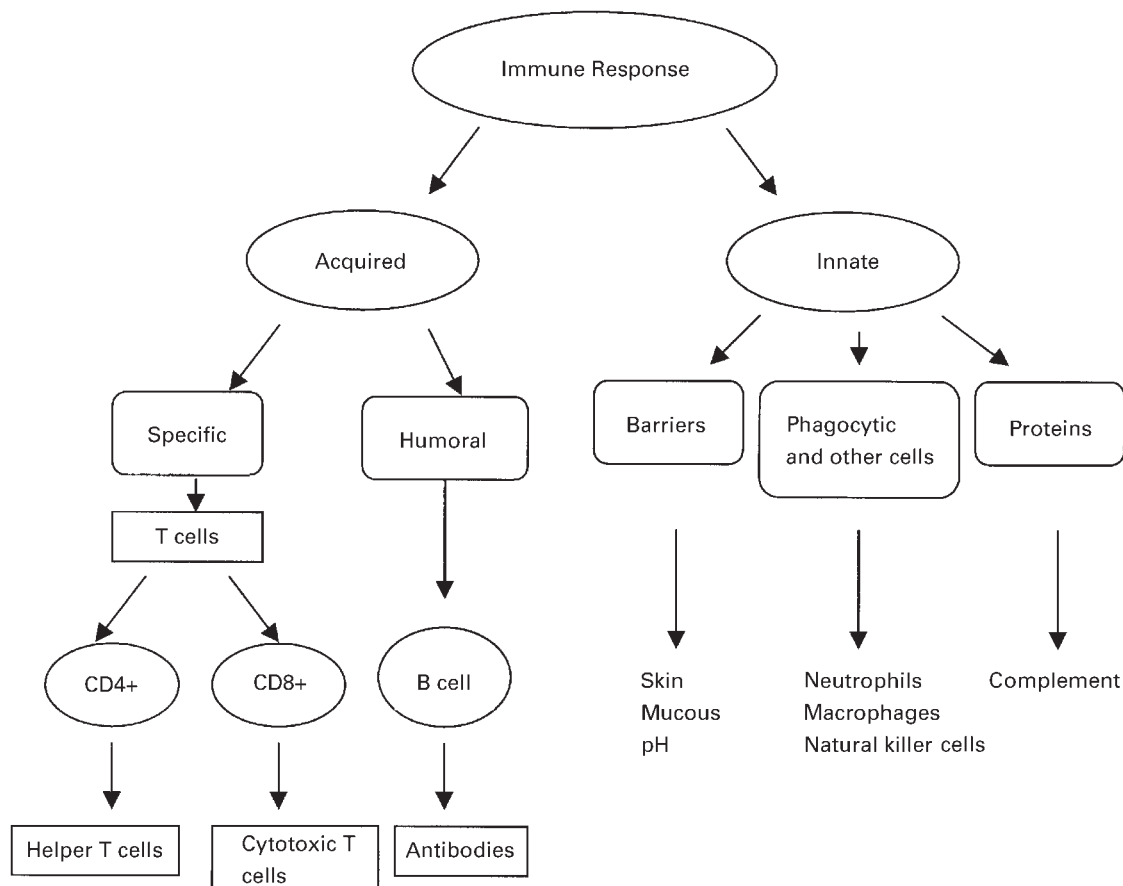 Immune Response
Acquired
Innate
Specific
Humoral
Barriers
Phagocytic
and other cells
Proteins
T cells
CD4+
CD8+
B cell
Skin
Mucous
pH
Neutrophils
Macrophages
Natural killer cells
Complement
Helper T cells
Cytotoxic T
cells
Antibodies